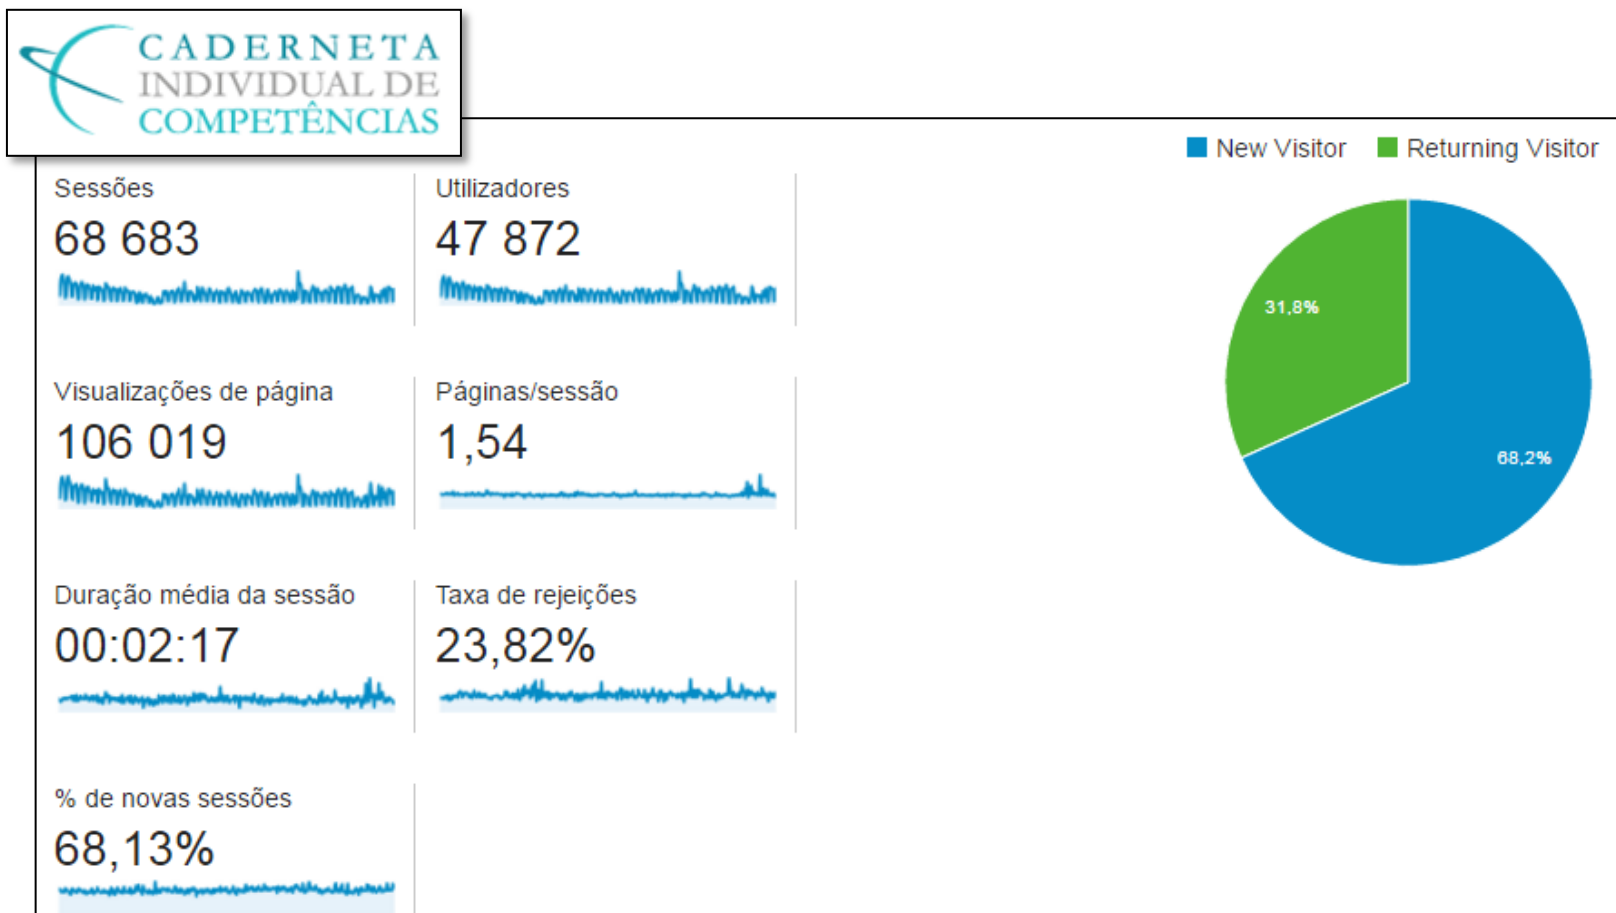 CADERNETA
INDIVIDUAL DE
COMPETÊNCIAS
New Visitor
Returning Visitor
Sessões
68 683
Utilizadores
47 872
Visualizações de página
106 019
Páginas/sessão
1,54
Duração média da sessão
00:02:17
Taxa de rejeições
23,82%
% de novas sessões
68,13%
31,8%
68,2%